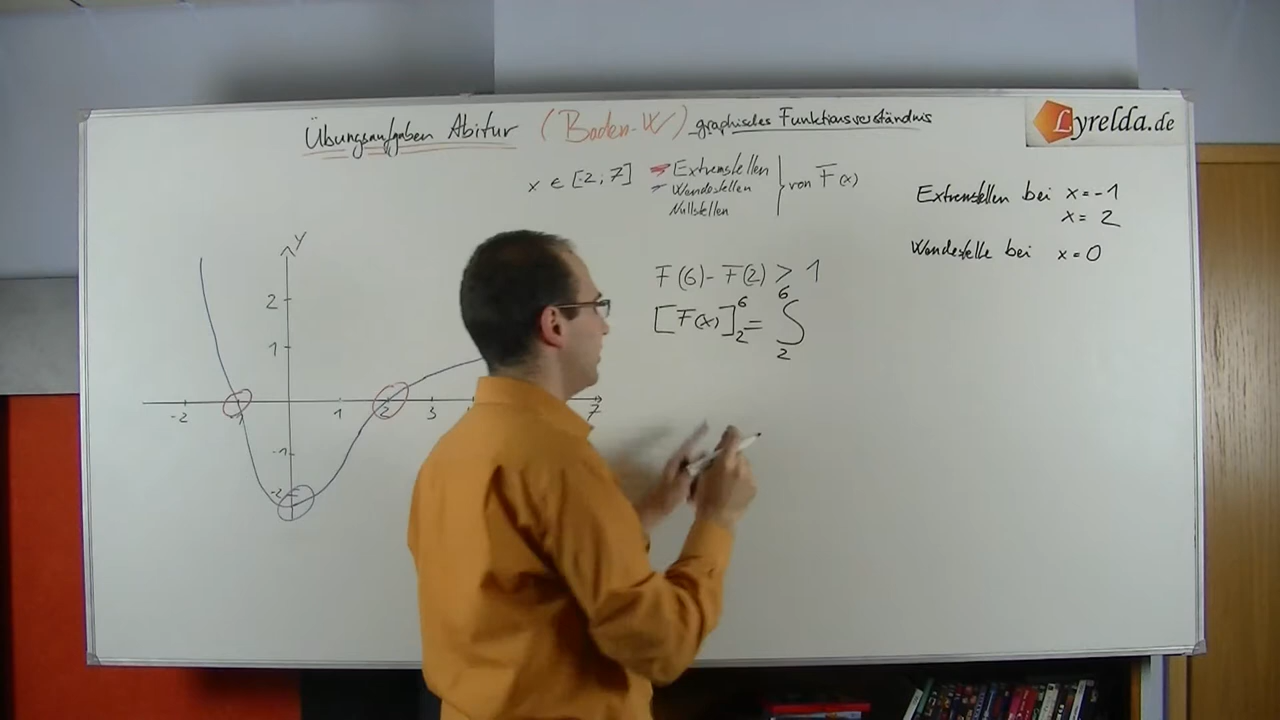 Übungsaufgaben Abitur (Baden-W) graphisches Funktionsverständnis
Lyrelda.de
x ∈ [-2; 7] Extremstellen
Wendestellen
Nullstellen
von F(x)
Extremstellen bei x=-1
x= 2
Wendestelle bei x=0
F(6)-F(2) > 1
[F(x)]₂⁶ = ∫₂⁶
y
2
1
-2 -1 1 2 3 7
-1
-2